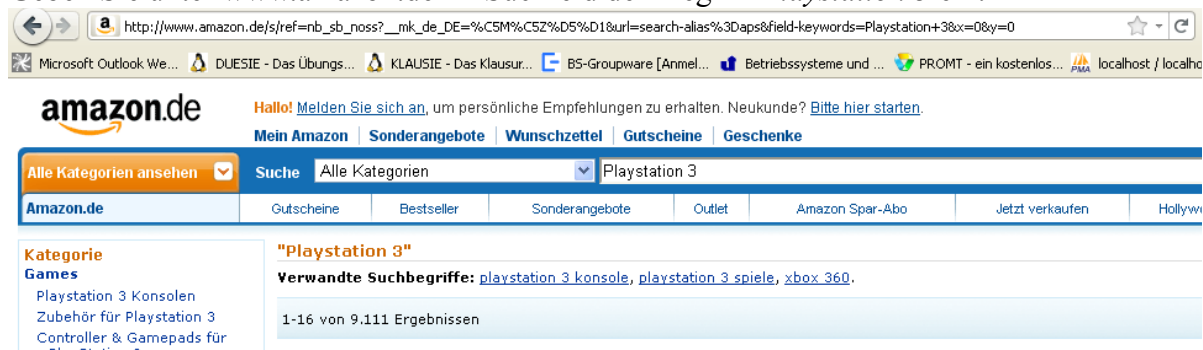 http://www.amazon.de/s/ref=nb_sb_noss?__mk_de_DE=%C5M%C5Z%D5%D1&url=search-alias%3Daps&field-keywords=Playstation+3&x=0&y=0
Microsoft Outlook We... DUESIE - Das Übungs... KLAUSIE - Das Klausur... BS-Groupware [Anmel... Betriebssysteme und ... PROMT - ein kostenlos... localhost / localho
amazon.de Hallo! Melden Sie sich an, um persönliche Empfehlungen zu erhalten. Neukunde? Bitte hier starten.
Mein Amazon Sonderangebote Wunschzettel Gutscheine Geschenke
Alle Kategorien ansehen Suche Alle Kategorien Playstation 3
Amazon.de Gutscheine Bestseller Sonderangebote Outlet Amazon Spar-Abo Jetzt verkaufen Hollyw
Kategorie
Games
Playstation 3 Konsolen
Zubehör für Playstation 3
Controller & Gamepads für
"Playstation 3"
Verwandte Suchbegriffe: playstation 3 konsole, playstation 3 spiele, xbox 360.
1-16 von 9.111 Ergebnissen